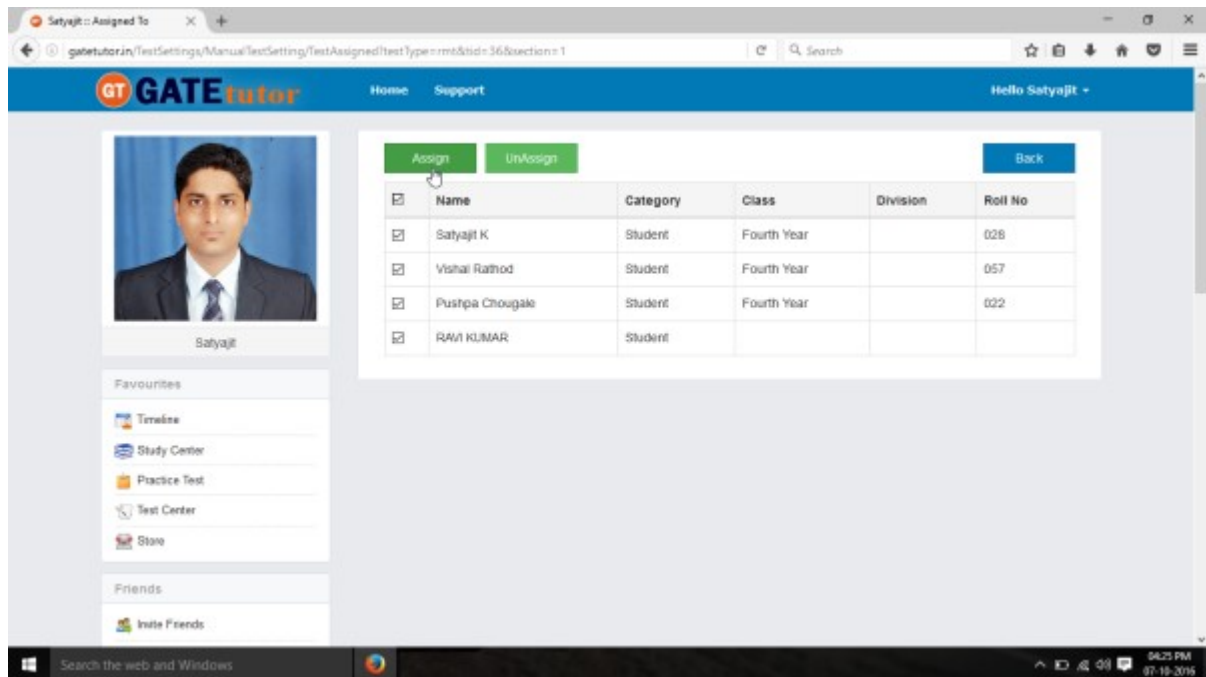 Satyajit :: Assigned To
gatetutor.in/TestSettings/ManualTestSetting/TestAssigned?testType=rmt&tid=36&section=1
Search
GT GATEtutor
Home Support
Hello Satyajit
Assign UnAssign Back
Name Category Class Division Roll No
Satyajit K Student Fourth Year 028
Vishal Rathod Student Fourth Year 057
Pushpa Chougale Student Fourth Year 022
RAVI KUMAR Student
Satyajit
Favourites
Timeline
Study Center
Practice Test
Test Center
Store
Friends
Invite Friends
Search the web and Windows
04:25 PM
07-10-2016